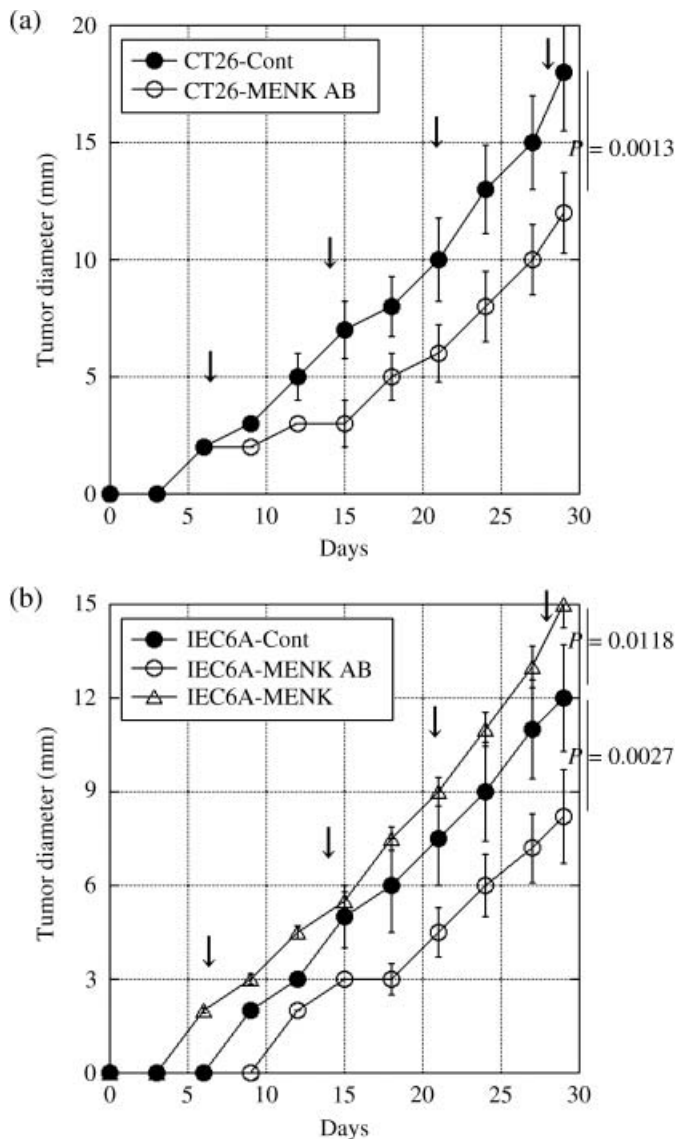 (a)
20
15
10
5
0
CT26-Cont
CT26-MENK AB
P = 0.0013
Tumor diameter (mm)
0 5 10 15 20 25 30
Days
(b)
15
12
9
6
3
0
IEC6A-Cont
IEC6A-MENK AB
IEC6A-MENK
P = 0.0118
P = 0.0027
Tumor diameter (mm)
0 5 10 15 20 25 30
Days